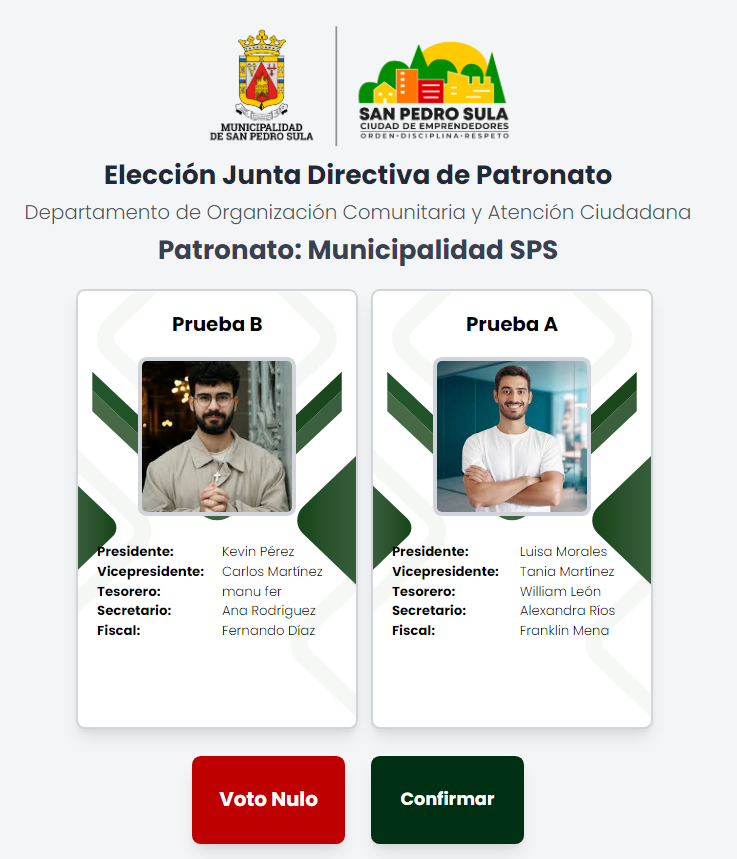 MUNICIPALIDAD
DE SAN PEDRO SULA
SAN PEDRO SULA
CIUDAD DE EMPRENDEDORES
ORDEN·DISCIPLINA·RESPETO
Elección Junta Directiva de Patronato
Departamento de Organización Comunitaria y Atención Ciudadana
Patronato: Municipalidad SPS
Prueba B
Presidente: Kevin Pérez
Vicepresidente: Carlos Martínez
Tesorero: manu fer
Secretario: Ana Rodriguez
Fiscal: Fernando Díaz
Prueba A
Presidente: Luisa Morales
Vicepresidente: Tania Martínez
Tesorero: William León
Secretario: Alexandra Ríos
Fiscal: Franklin Mena
Voto Nulo
Confirmar